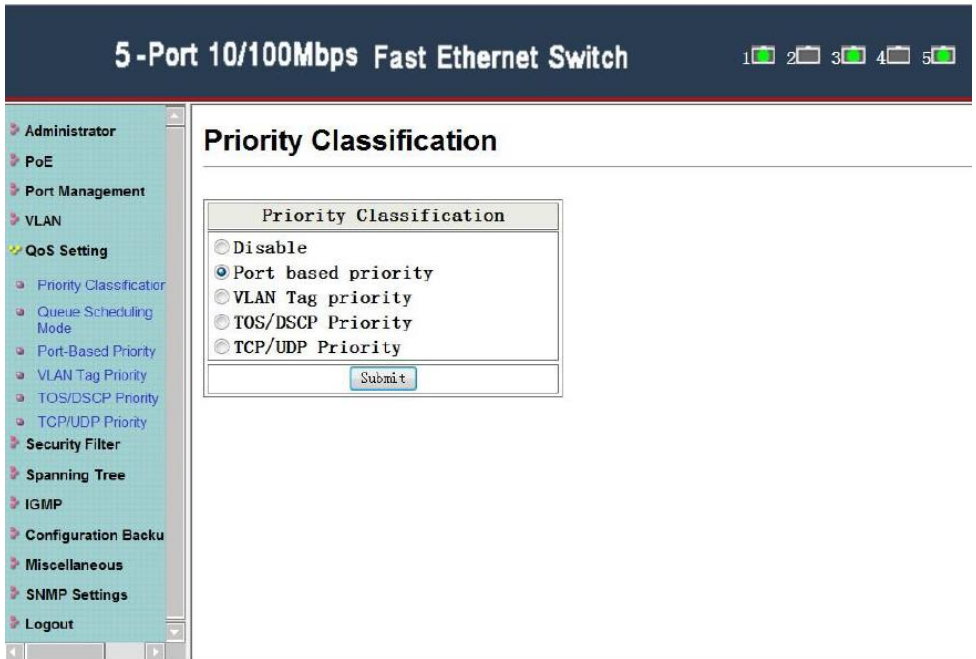 5-Port 10/100Mbps Fast Ethernet Switch
1 2 3 4 5
Administrator
PoE
Port Management
VLAN
QoS Setting
Priority Classification
Queue Scheduling
Mode
Port-Based Priority
VLAN Tag Priority
TOS/DSCP Priority
TCP/UDP Priority
Security Filter
Spanning Tree
IGMP
Configuration Backu
Miscellaneous
SNMP Settings
Logout
Priority Classification
Priority Classification
Disable
Port based priority
VLAN Tag priority
TOS/DSCP Priority
TCP/UDP Priority
Submit